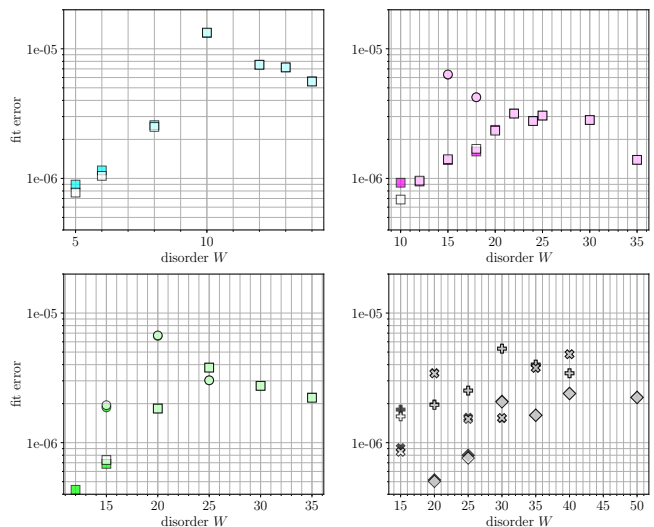 1e-05
1e-06
fit error
5 10
disorder W
1e-05
1e-06
10 15 20 25 30 35
disorder W
1e-05
1e-06
fit error
15 20 25 30 35
disorder W
1e-05
1e-06
15 20 25 30 35 40 45 50
disorder W